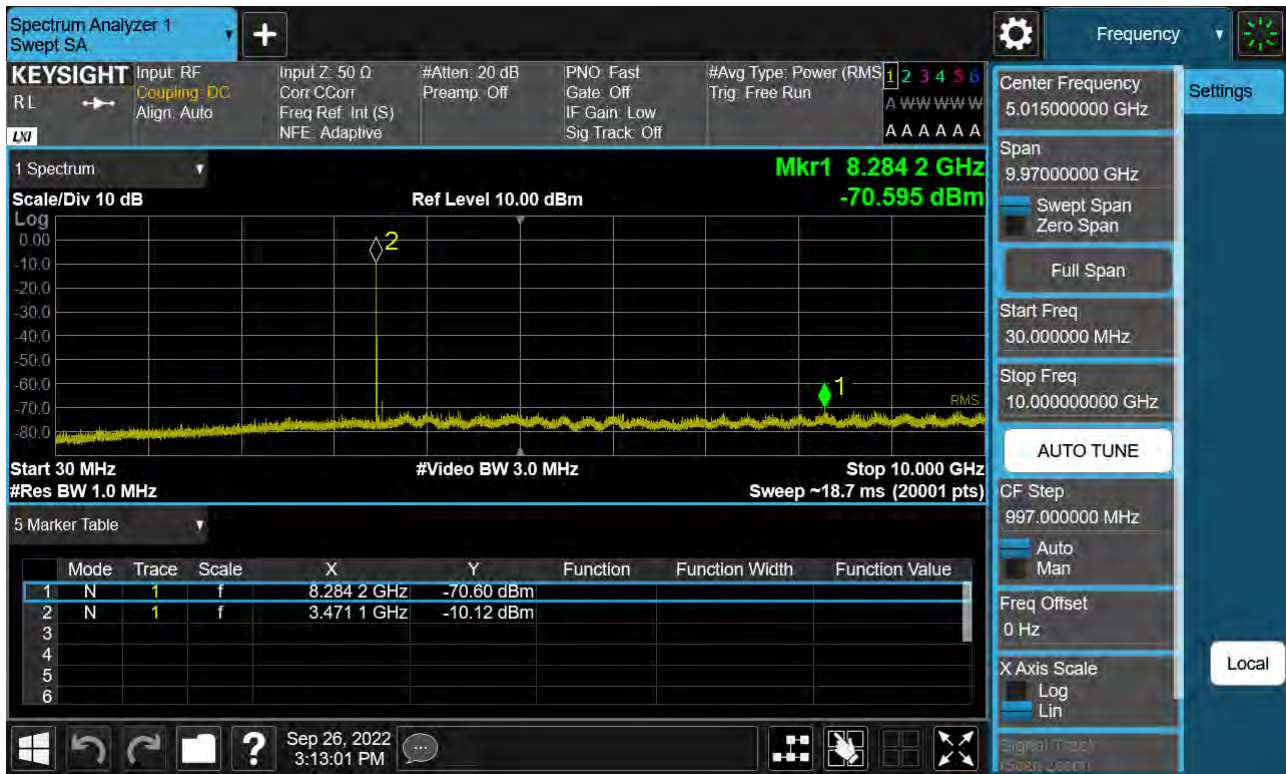 Spectrum Analyzer 1
Swept SA
+
Frequency
KEYSIGHT
RL
LXI
Input: RF
Coupling: DC
Align: Auto
Input Z: 50 Ω
Corr CCorr
Freq Ref: Int (S)
NFE: Adaptive
#Atten: 20 dB
Preamp: Off
PNO: Fast
Gate: Off
IF Gain: Low
Sig Track: Off
#Avg Type: Power (RMS
Trig: Free Run
1 2 3 4 5 6
A W W W W W
A A A A A A
1 Spectrum
Mkr1 8.284 2 GHz
Scale/Div 10 dB
Ref Level 10.00 dBm
-70.595 dBm
Log
0.00
-10.0
-20.0
-30.0
-40.0
-50.0
-60.0
-70.0
-80.0
2
1
RMS
Start 30 MHz
#Video BW 3.0 MHz
Stop 10.000 GHz
#Res BW 1.0 MHz
Sweep ~18.7 ms (20001 pts)
5 Marker Table
Mode Trace Scale X Y Function Function Width Function Value
1 N 1 f 8.284 2 GHz -70.60 dBm
2 N 1 f 3.471 1 GHz -10.12 dBm
3
4
5
6
Center Frequency
5.015000000 GHz
Settings
Span
9.97000000 GHz
Swept Span
Zero Span
Full Span
Start Freq
30.000000 MHz
Stop Freq
10.000000000 GHz
AUTO TUNE
CF Step
997.000000 MHz
Auto
Man
Freq Offset
0 Hz
X Axis Scale
Log
Lin
Local
Signal Track
(Span Zoom)
?
Sep 26, 2022
3:13:01 PM